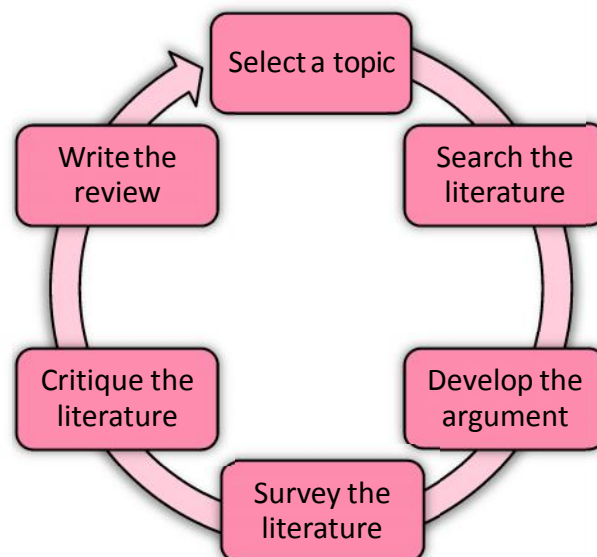 Select a topic
Search the
literature
Develop the
argument
Survey the
literature
Critique the
literature
Write the
review